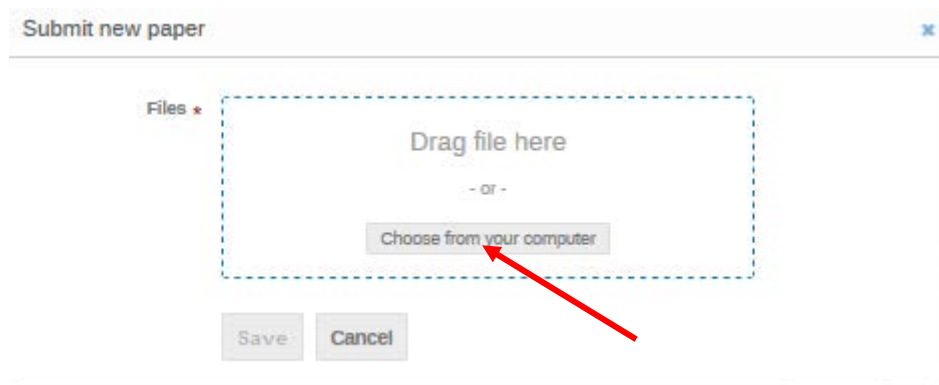 Submit new paper
Files *
Drag file here
- or -
Choose from your computer
Save Cancel